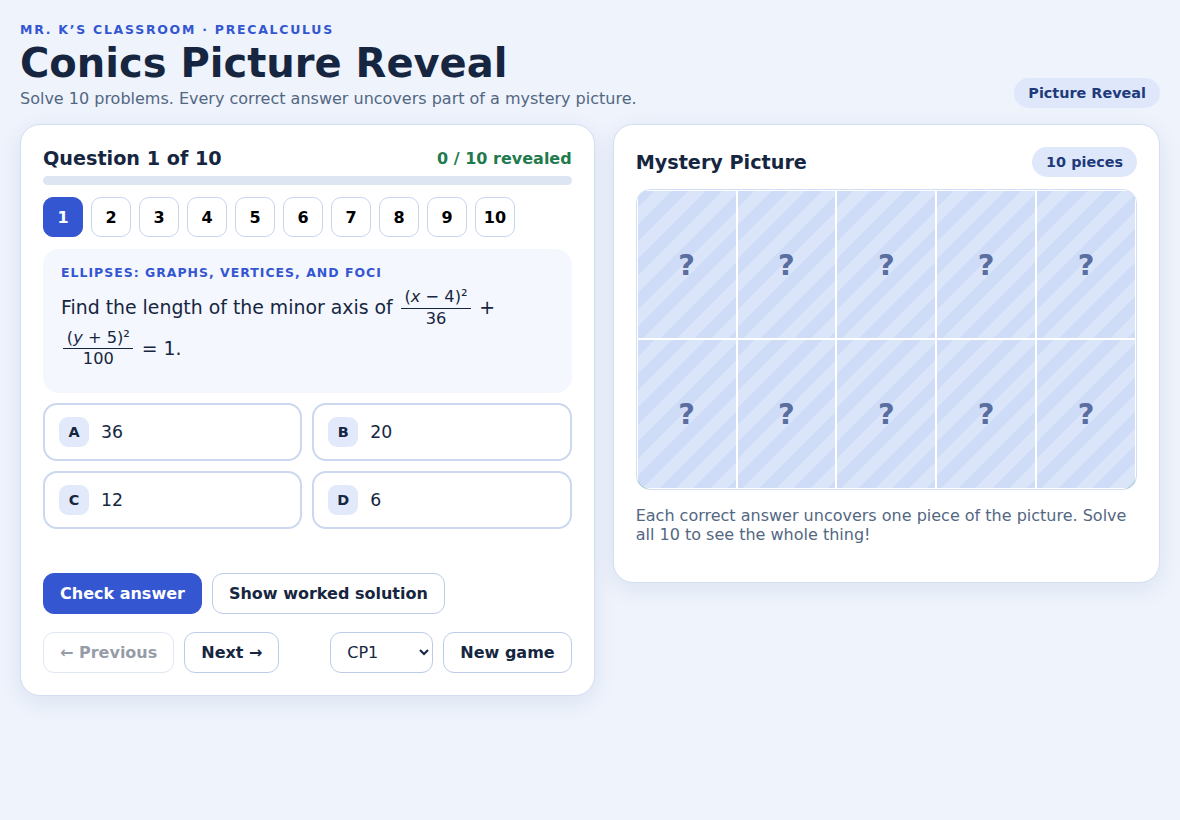 MR. K’S CLASSROOM · PRECALCULUS
Conics Picture Reveal
Solve 10 problems. Every correct answer uncovers part of a mystery picture.
Picture Reveal
Question 1 of 10
0 / 10 revealed
1 2 3 4 5 6 7 8 9 10
ELLIPSES: GRAPHS, VERTICES, AND FOCI
Find the length of the minor axis of (x − 4)²/36 +
(y + 5)²/100 = 1.
A 36
B 20
C 12
D 6
Check answer
Show worked solution
← Previous
Next →
CP1
New game
Mystery Picture
10 pieces
? ? ? ? ?
? ? ? ? ?
Each correct answer uncovers one piece of the picture. Solve
all 10 to see the whole thing!